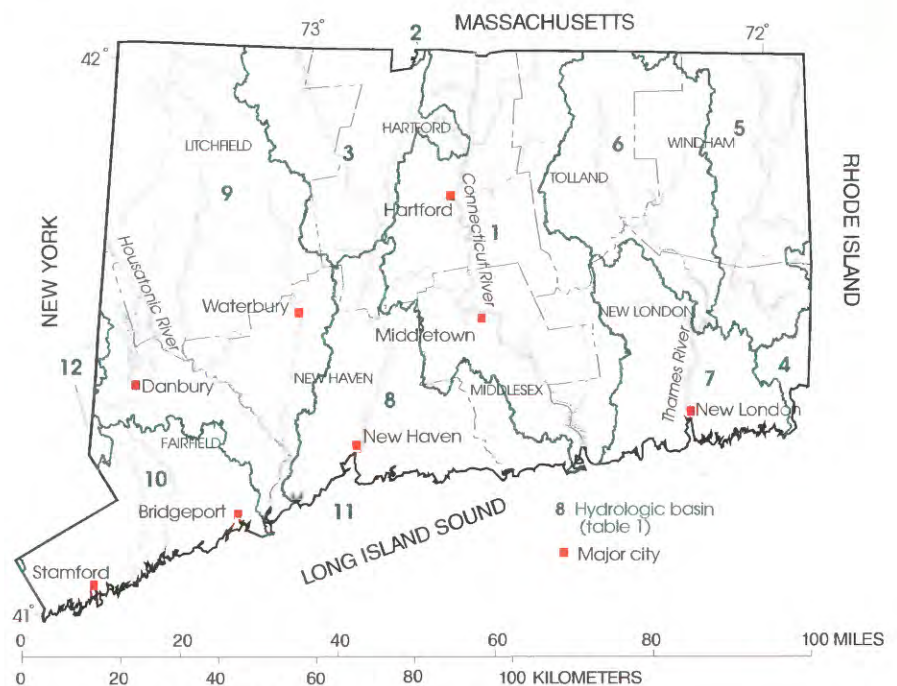 MASSACHUSETTS
73°
2
72°
42°
HARTFORD
LITCHFIELD
3
6
5
WINDHAM
TOLLAND
9
Hartford
Connecticut River
1
RHODE ISLAND
NEW YORK
Housatonic River
Waterbury
Middletown
NEW LONDON
Thames River
12
Danbury
NEW HAVEN
8
MIDDLESEX
7
4
New London
FAIRFIELD
New Haven
10
Bridgeport
11
LONG ISLAND SOUND
8 Hydrologic basin
(table 1)
Major city
Stamford
41°
0 20 40 60 80 100 MILES
0 20 40 60 80 100 KILOMETERS